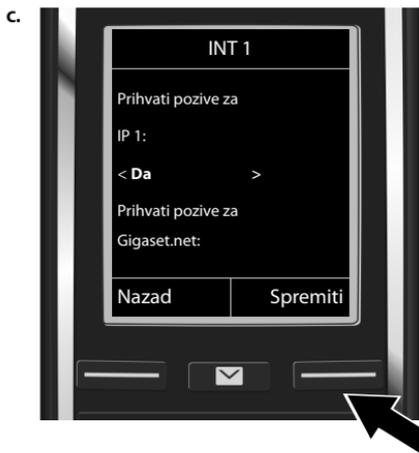 c.
INT 1
Prihvati pozive za
IP 1:
< Da >
Prihvati pozive za
Gigaset.net:
Nazad Spremiti